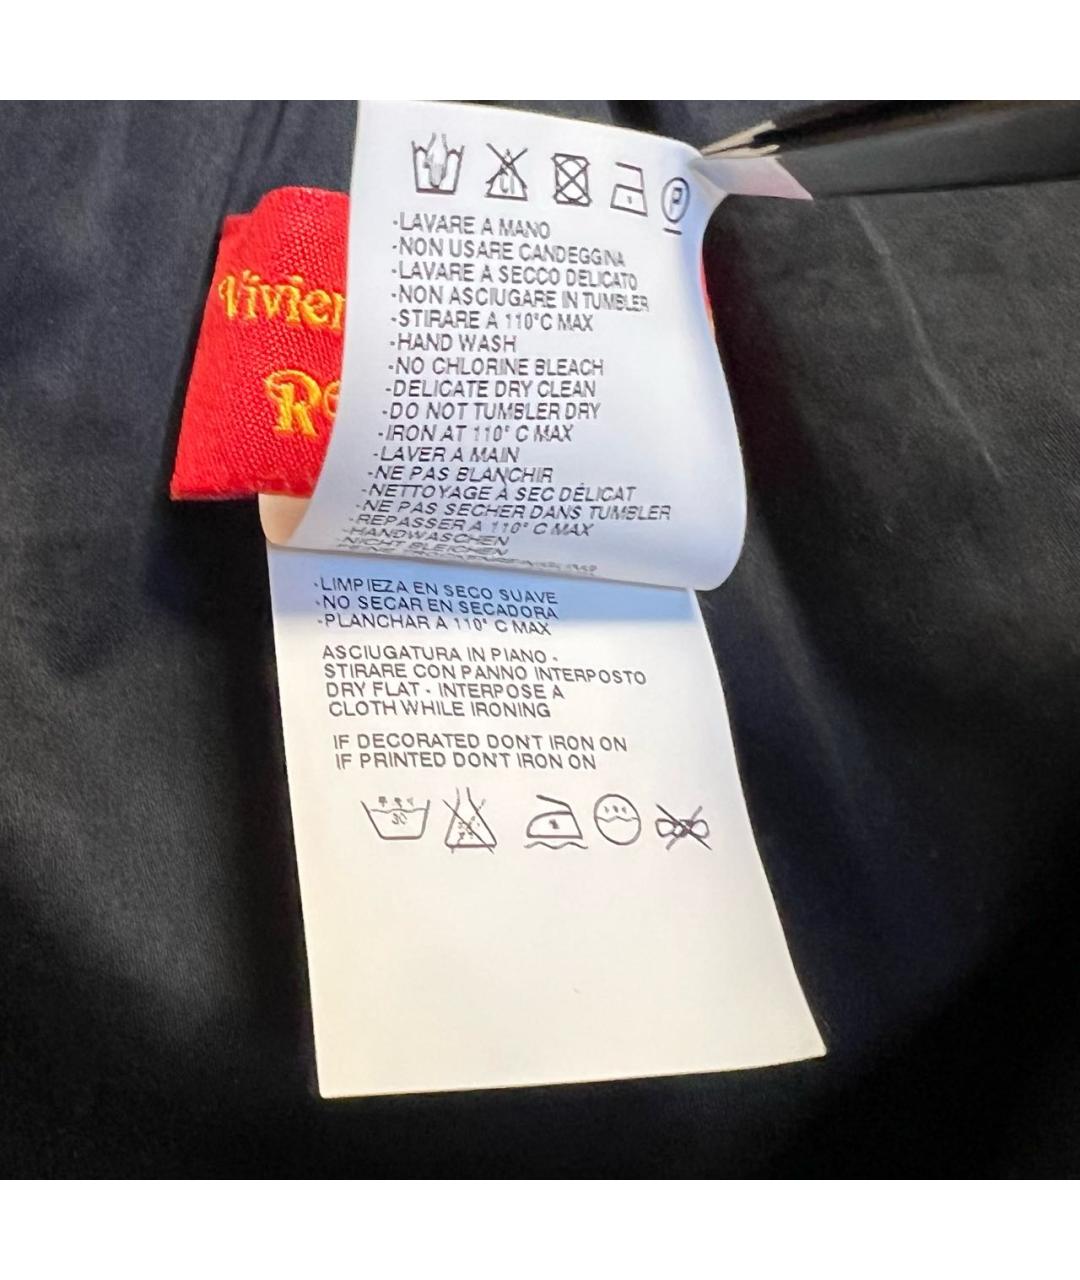 Vivien
Re
-LAVARE A MANO
-NON USARE CANDEGGINA
-LAVARE A SECCO DELICATO
-NON ASCIUGARE IN TUMBLER
-STIRARE A 110°C MAX
-HAND WASH
-NO CHLORINE BLEACH
-DELICATE DRY CLEAN
-DO NOT TUMBLER DRY
-IRON AT 110° C MAX
-LAVER A MAIN
-NE PAS BLANCHIR
-NETTOYAGE À SEC DÉLICAT
-NE PAS SECHER DANS TUMBLER
-REPASSER A 110° C MAX
-HANDWASCHEN
-NICHT BLEICHEN
-LIMPIEZA EN SECO SUAVE
-NO SECAR EN SECADORA
-PLANCHAR A 110° C MAX
ASCIUGATURA IN PIANO -
STIRARE CON PANNO INTERPOSTO
DRY FLAT - INTERPOSE A
CLOTH WHILE IRONING
IF DECORATED DON'T IRON ON
IF PRINTED DON'T IRON ON